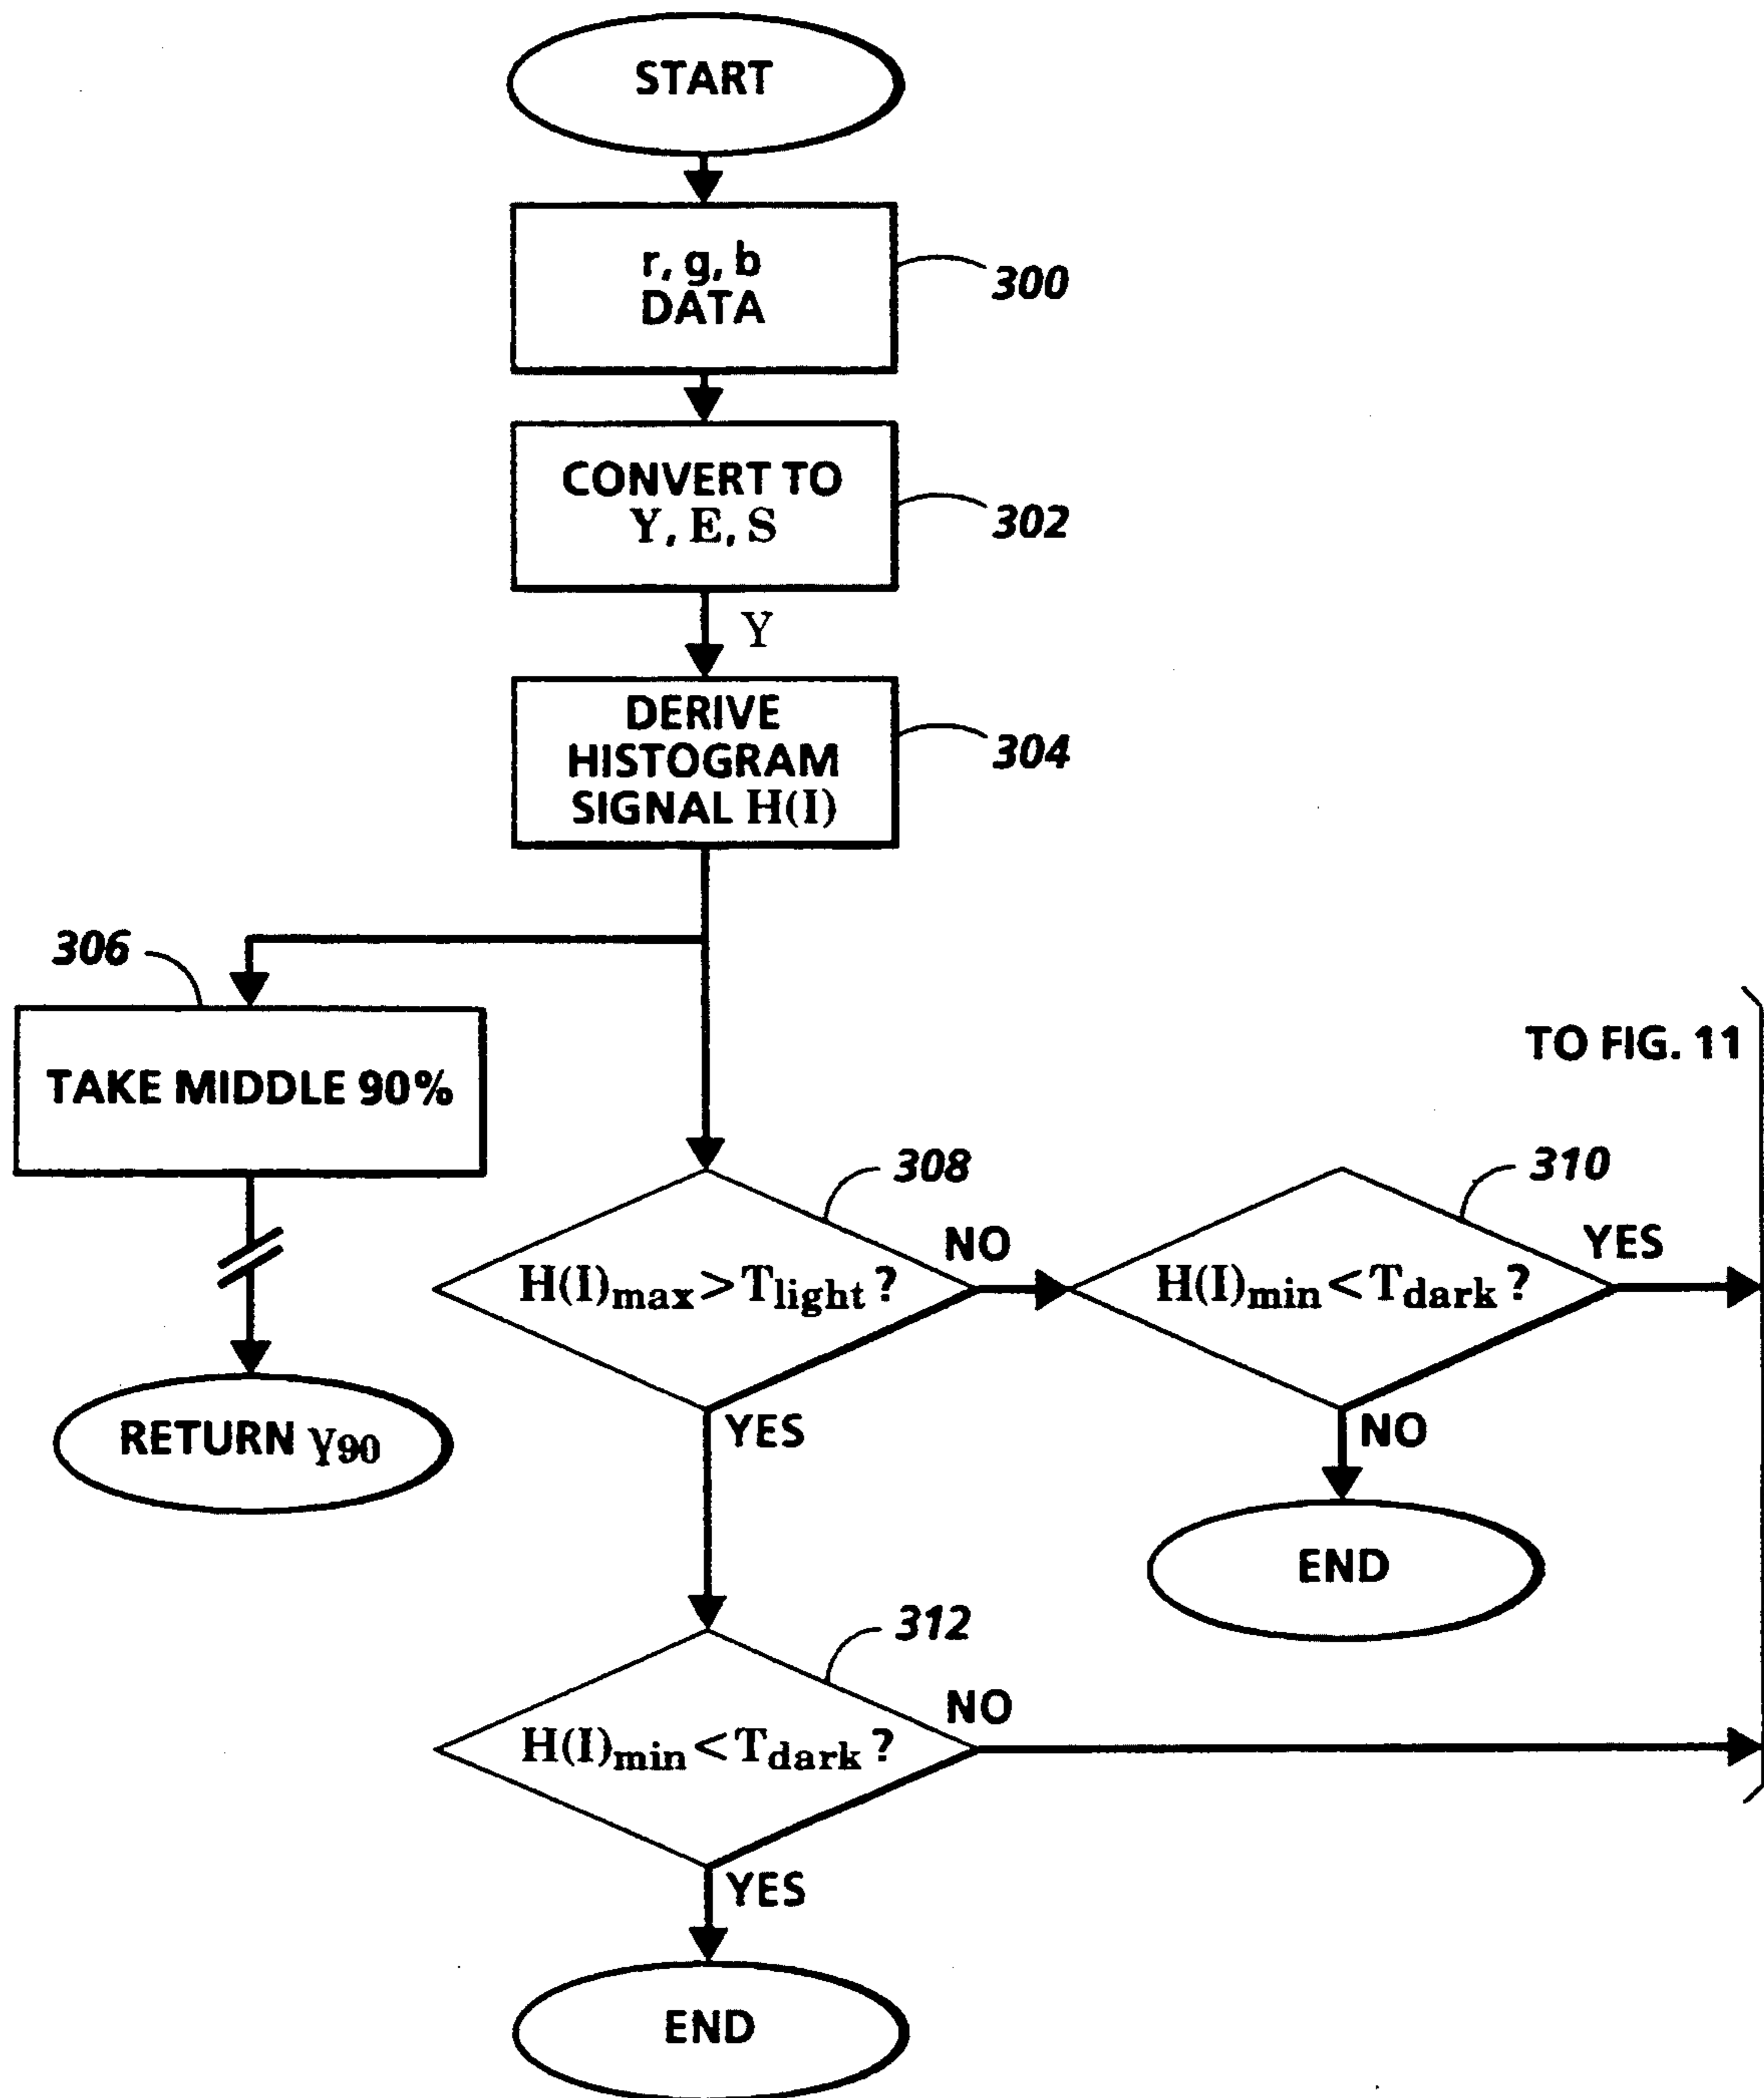 START
r, g, b
DATA
300
CONVERT TO
Y, E, S
302
Y
DERIVE
HISTOGRAM
SIGNAL H(I)
304
306
TAKE MIDDLE 90%
TO FIG. 11
RETURN γ90
308
H(I)max>Tlight?
NO
YES
310
H(I)min<Tdark?
YES
NO
END
312
H(I)min<Tdark?
NO
YES
END